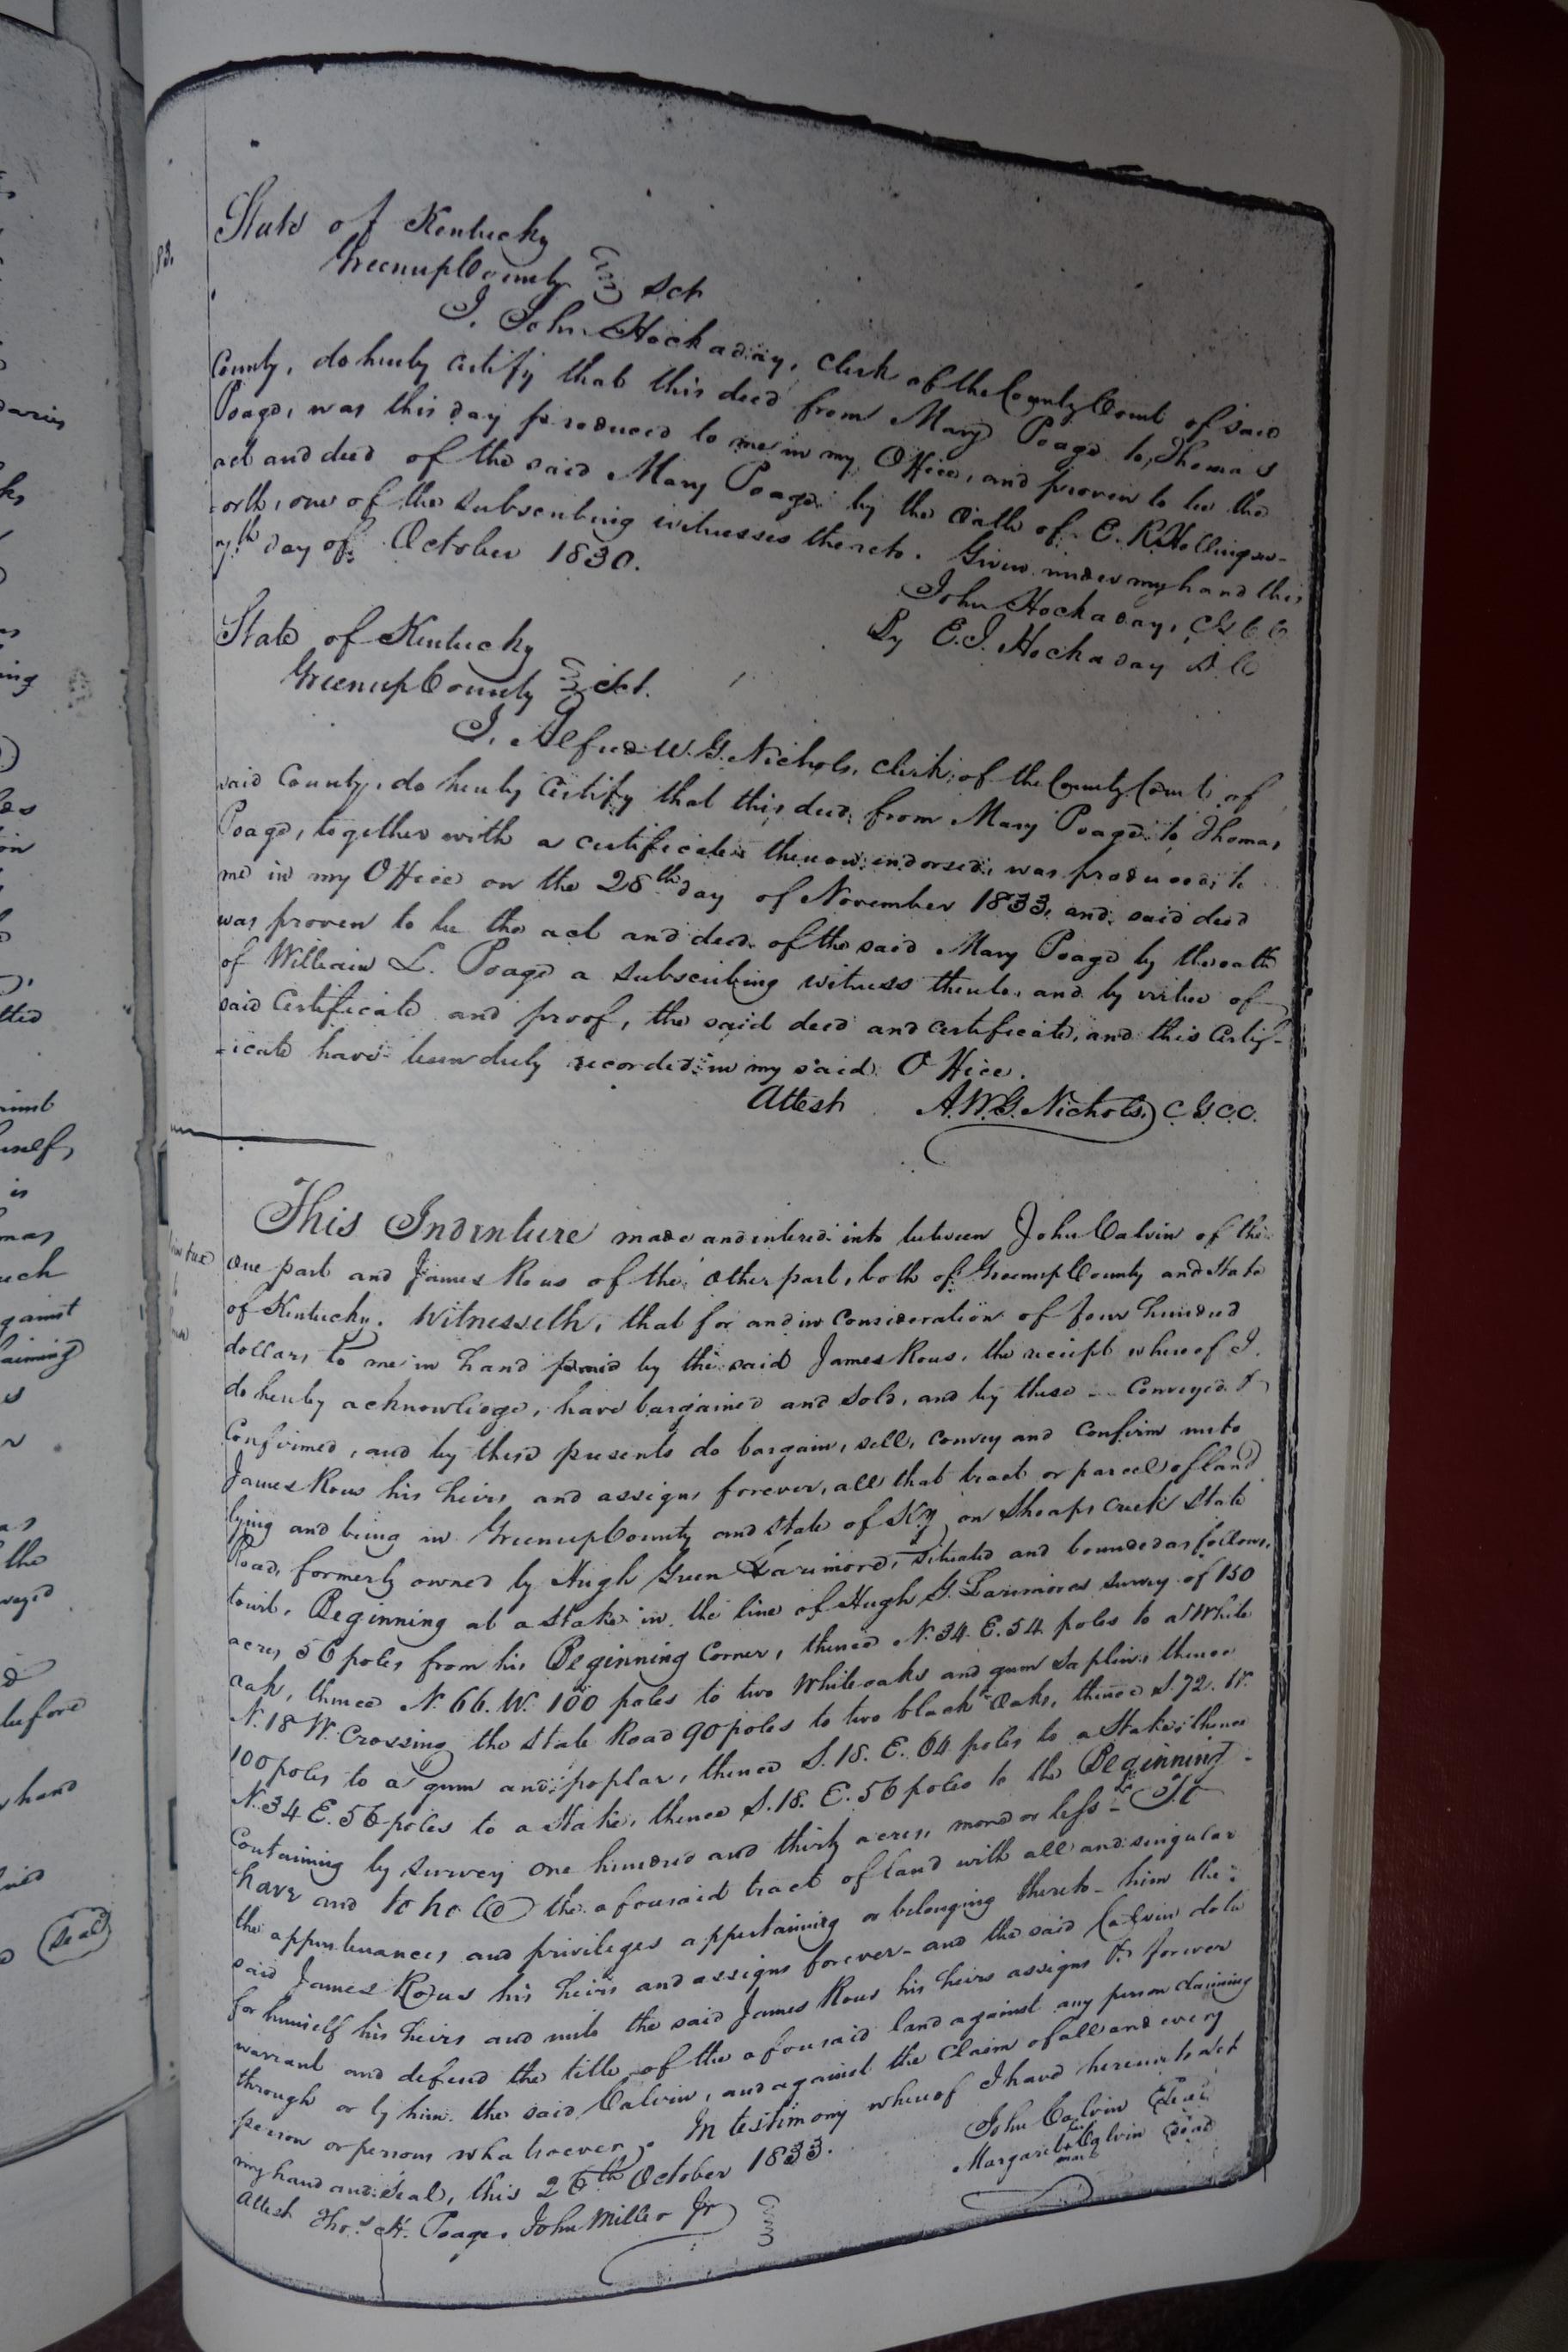 State of Kentucky
Greenup County Sct
I. John Hockaday, Clerk of the County Court of said
County, do hereby certify that this deed from Mary Poage to Thomas
Poage, was this day produced to me in my Office, and proven to be the
act and deed of the said Mary Poage by the Oath of E. R. Hollingsw-
-orth, one of the subscribing witnesses thereto. Given under my hand this
day of October 1830.
John Hockaday, C G C C
By E. J. Hockaday D C
State of Kentucky
Greenup County Sct.
I, Alfred W. G. Nichols, clerk of the County Court of
said County, do hereby Certify that this deed from Mary Poage to Thomas
Poage, together with a certificate thereon indorsed, was produced to
me in my Office on the 28th day of November 1833, and said deed
was proven to be the act and deed of the said Mary Poage by the oath
of William L. Poage a subscribing witness thereto, and by virtue of
said Certificate and proof, the said deed and certificate, and this Certif-
-icate have been duly recorded in my said Office.
Attest A. W. G. Nichols, C G C C.
This Indenture made and entered into between John Calvin of the
one part and James Rous of the Other part, both of Greenup County and State
of Kentucky. Witnesseth, that for and in Consideration of four hundred
dollars to me in hand paid by the said James Rous, the receipt whereof I
do hereby acknowledge, have bargained and sold, and by these - - Conveyed &
Confirmed, and by these presents do bargain, sell, convey and confirm unto
James Rous his heirs and assigns forever, all that tract or parcel of land
lying and being in Greenup County and State of Ky on Shoaps creek State
Road, formerly owned by Hugh Green Larimore, situated and bounded as follows,
towit, Beginning at a Stake in the line of Hugh G. Larimores survey of 150
acres 56 poles from his Beginning Corner, thence N. 34 E. 54 poles to a White
oak, thence N. 66. W. 100 poles to two Whiteoaks and gum saplins thence
N. 18 W. Crossing the State Road 90 poles to two black Oaks, thence S. 72. W.
100 poles to a gum and poplar, thence S. 18. E. 64 poles to a Stake, thence
N. 34 E. 56 poles to a Stake, thence S. 18. E. 56 poles to the Beginning -
Containing by survey One hundred and thirty acres, more or less - To
have and to hold the aforesaid tract of land with all and singular
the appurtenances and privileges appertaining or belonging thereto - him the
said James Rous his heirs and assigns forever - and the said Calvin doth
for himself his heirs and unto the said James Rous his heirs assigns &c forever
warrant and defend the title of the aforesaid land against any person claiming
through or by him the said Calvin, and against the Claim of all and every
person or persons whatsoever. In testimony whereof I have hereunto set
my hand and Seal, this 26th October 1833.
John Calvin Seal
Margaret her Calvin Seal
mark
Attest Thos. H. Poage, John Miller Jr